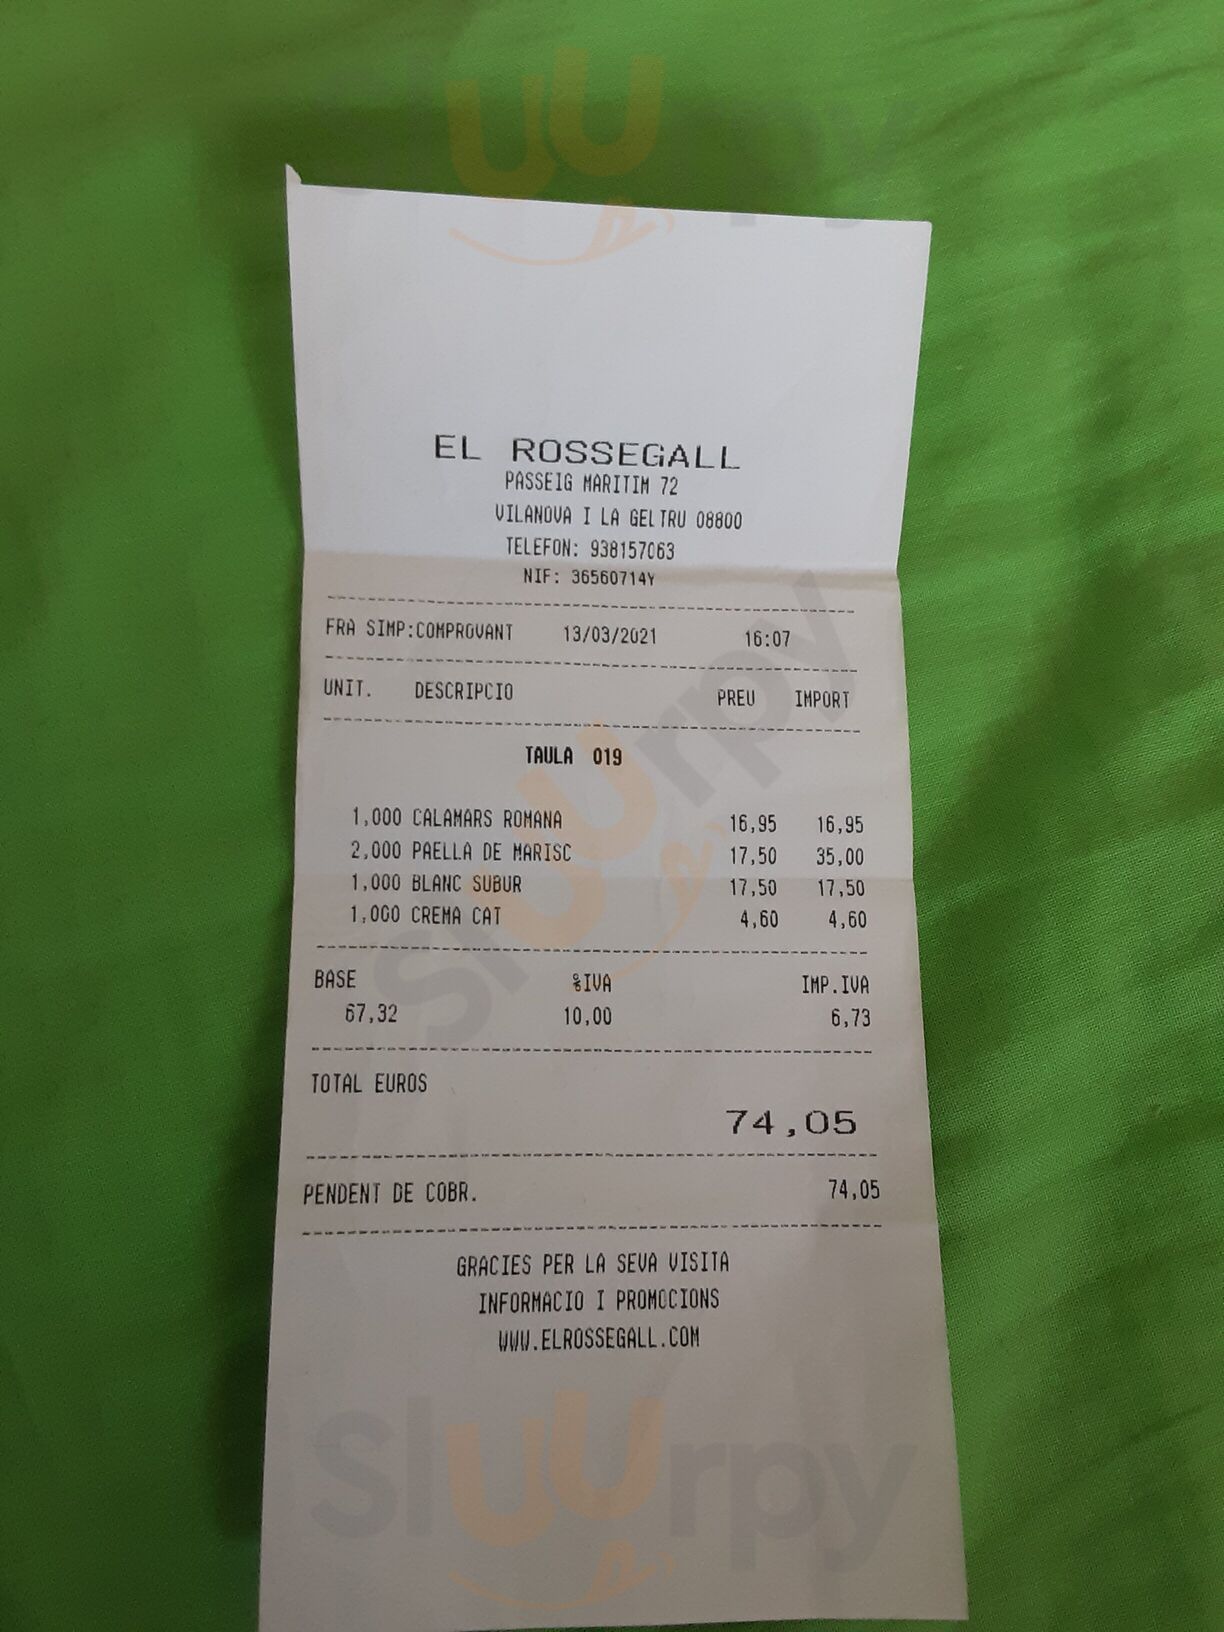 Sluurpy
EL ROSSEGALL
PASSEIG MARITIM 72
VILANOVA I LA GELTRU 08800
TELEFON: 938157063
NIF: 36560714Y
FRA SIMP:COMPROVANT 13/03/2021 16:07
UNIT. DESCRIPCIO PREU IMPORT
TAULA 019
1,000 CALAMARS ROMANA 16,95 16,95
2,000 PAELLA DE MARISC 17,50 35,00
1,000 BLANC SUBUR 17,50 17,50
1,000 CREMA CAT 4,60 4,60
Sluurpy
BASE %IVA IMP.IVA
67,32 10,00 6,73
TOTAL EUROS
74,05
PENDENT DE COBR. 74,05
GRACIES PER LA SEVA VISITA
INFORMACIO I PROMOCIONS
WWW.ELROSSEGALL.COM
Sluurpy